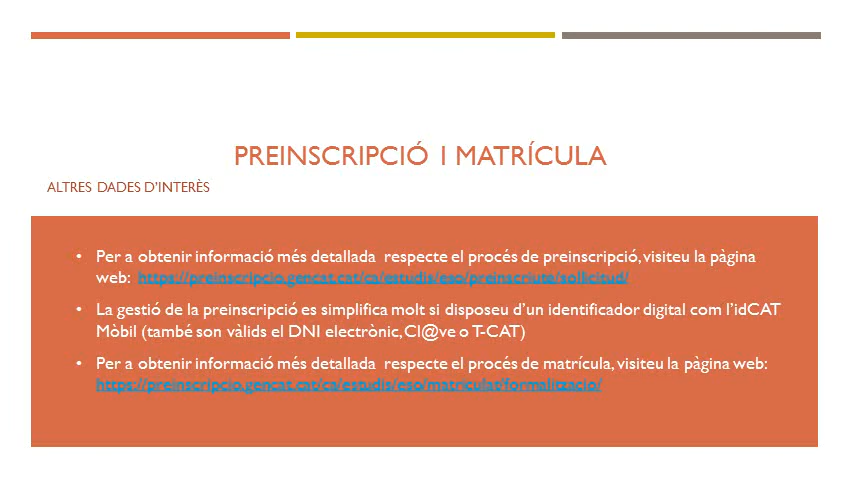 PREINSCRIPCIÓ I MATRÍCULA
ALTRES DADES D'INTERÈS
• Per a obtenir informació més detallada respecte el procés de preinscripció, visiteu la pàgina
web: https://preinscripcio.gencat.cat/ca/estudis/eso/preinscriute/sollicitud/
• La gestió de la preinscripció es simplifica molt si disposeu d'un identificador digital com l'idCAT
Mòbil (també son vàlids el DNI electrònic, Cl@ve o T-CAT)
• Per a obtenir informació més detallada respecte el procés de matrícula, visiteu la pàgina web:
https://preinscripcio.gencat.cat/ca/estudis/eso/matriculat/formalitzacio/